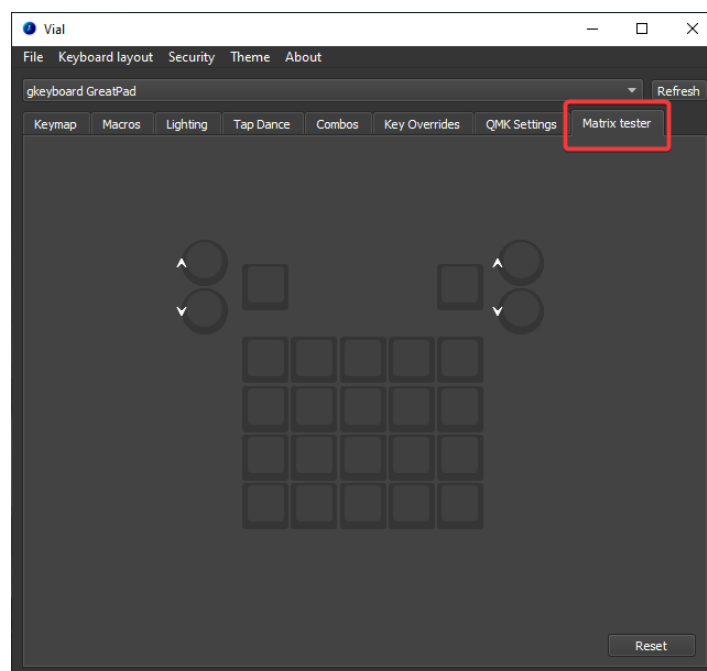 Vial
File Keyboard layout Security Theme About
gkeyboard GreatPad Refresh
Keymap Macros Lighting Tap Dance Combos Key Overrides QMK Settings Matrix tester
Reset